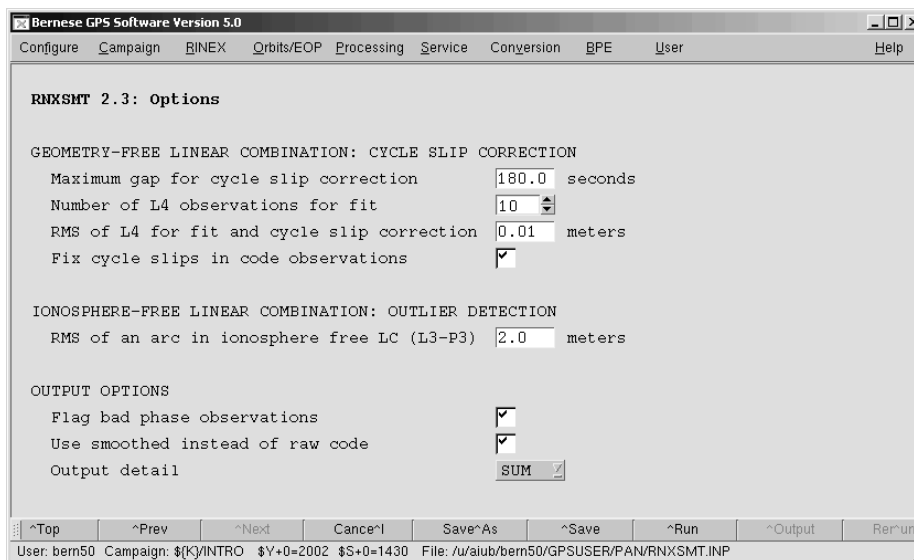 Bernese GPS Software Version 5.0
Configure Campaign RINEX Orbits/EOP Processing Service Conversion BPE User Help
RNXSMT 2.3: Options
GEOMETRY-FREE LINEAR COMBINATION: CYCLE SLIP CORRECTION
Maximum gap for cycle slip correction 180.0 seconds
Number of L4 observations for fit 10
RMS of L4 for fit and cycle slip correction 0.01 meters
Fix cycle slips in code observations
IONOSPHERE-FREE LINEAR COMBINATION: OUTLIER DETECTION
RMS of an arc in ionosphere free LC (L3-P3) 2.0 meters
OUTPUT OPTIONS
Flag bad phase observations
Use smoothed instead of raw code
Output detail SUM
^Top ^Prev ^Next Cance^l Save^As ^Save ^Run ^Output Rer^un
User: bern50 Campaign: ${K}/INTRO $Y+0=2002 $S+0=1430 File: /u/aiub/bern50/GPSUSER/PAN/RNXSMT.INP